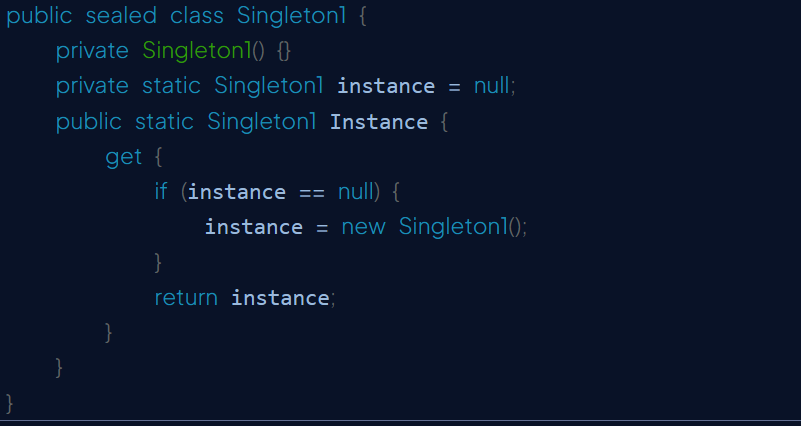 public sealed class Singleton1 {
    private Singleton1() {}
    private static Singleton1 instance = null;
    public static Singleton1 Instance {
        get {
            if (instance == null) {
                instance = new Singleton1();
            }
            return instance;
        }
    }
}